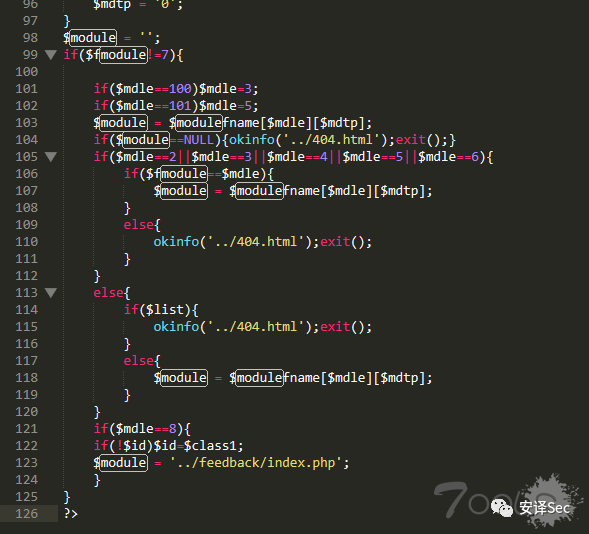 96 $mdtp = '0';
97 }
98 $module = '';
99 if($fmodule!=7){
100
101 if($mdle==100)$mdle=3;
102 if($mdle==101)$mdle=5;
103 $module = $modulefname[$mdle][$mdtp];
104 if($module==NULL){okinfo('../404.html');exit();}
105 if($mdle==2||$mdle==3||$mdle==4||$mdle==5||$mdle==6){
106 if($fmodule==$mdle){
107 $module = $modulefname[$mdle][$mdtp];
108 }
109 else{
110 okinfo('../404.html');exit();
111 }
112 }
113 else{
114 if($list){
115 okinfo('../404.html');exit();
116 }
117 else{
118 $module = $modulefname[$mdle][$mdtp];
119 }
120 }
121 if($mdle==8){
122 if(!$id)$id=$class1;
123 $module = '../feedback/index.php';
124 }
125 }
126 ?>
安译Sec